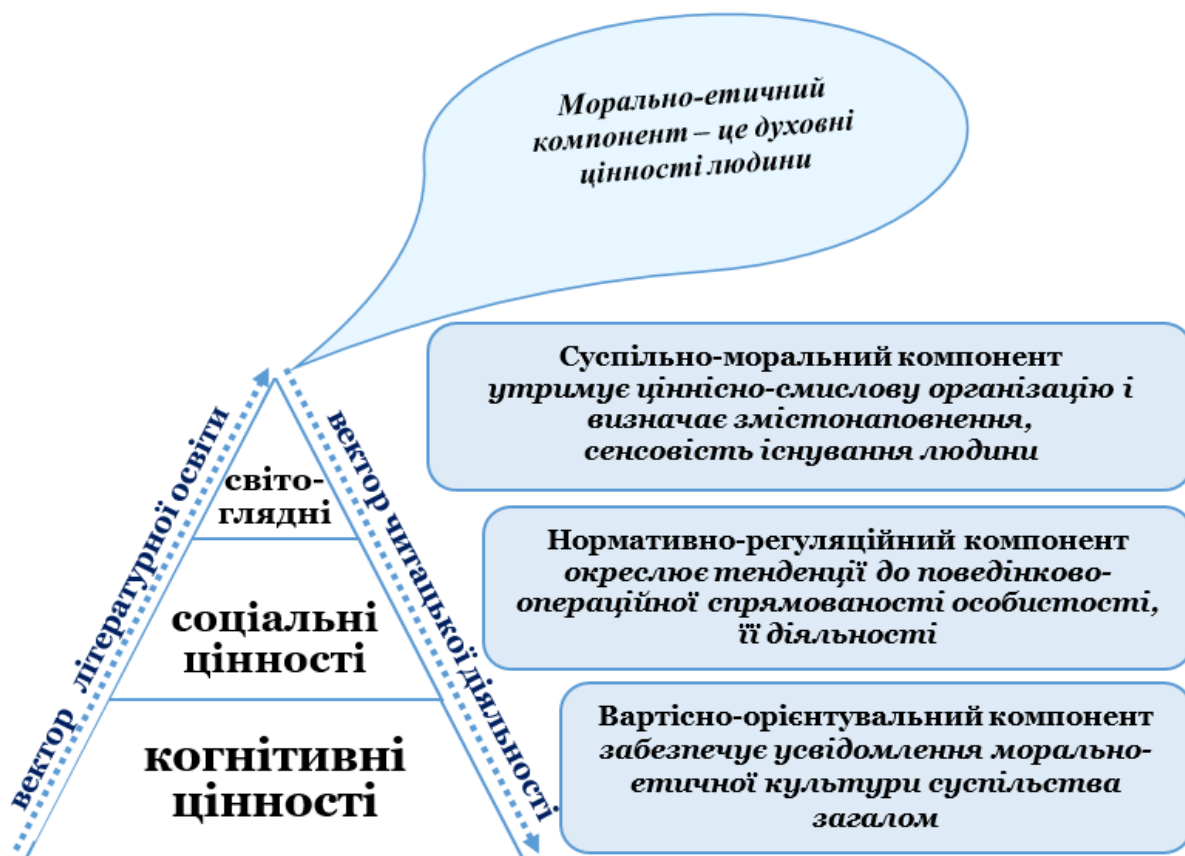 Морально-етичний
компонент – це духовні
цінності людини
Суспільно-моральний компонент
утримує ціннісно-смислову організацію і
визначає змістонаповнення,
сенсовість існування людини
вектор літературної освіти
вектор читацької діяльності
світо-
глядні
Нормативно-регуляційний компонент
окреслює тенденції до поведінково-
операційної спрямованості особистості,
її діяльності
соціальні
цінності
Вартісно-орієнтувальний компонент
забезпечує усвідомлення морально-
етичної культури суспільства
загалом
когнітивні
цінності